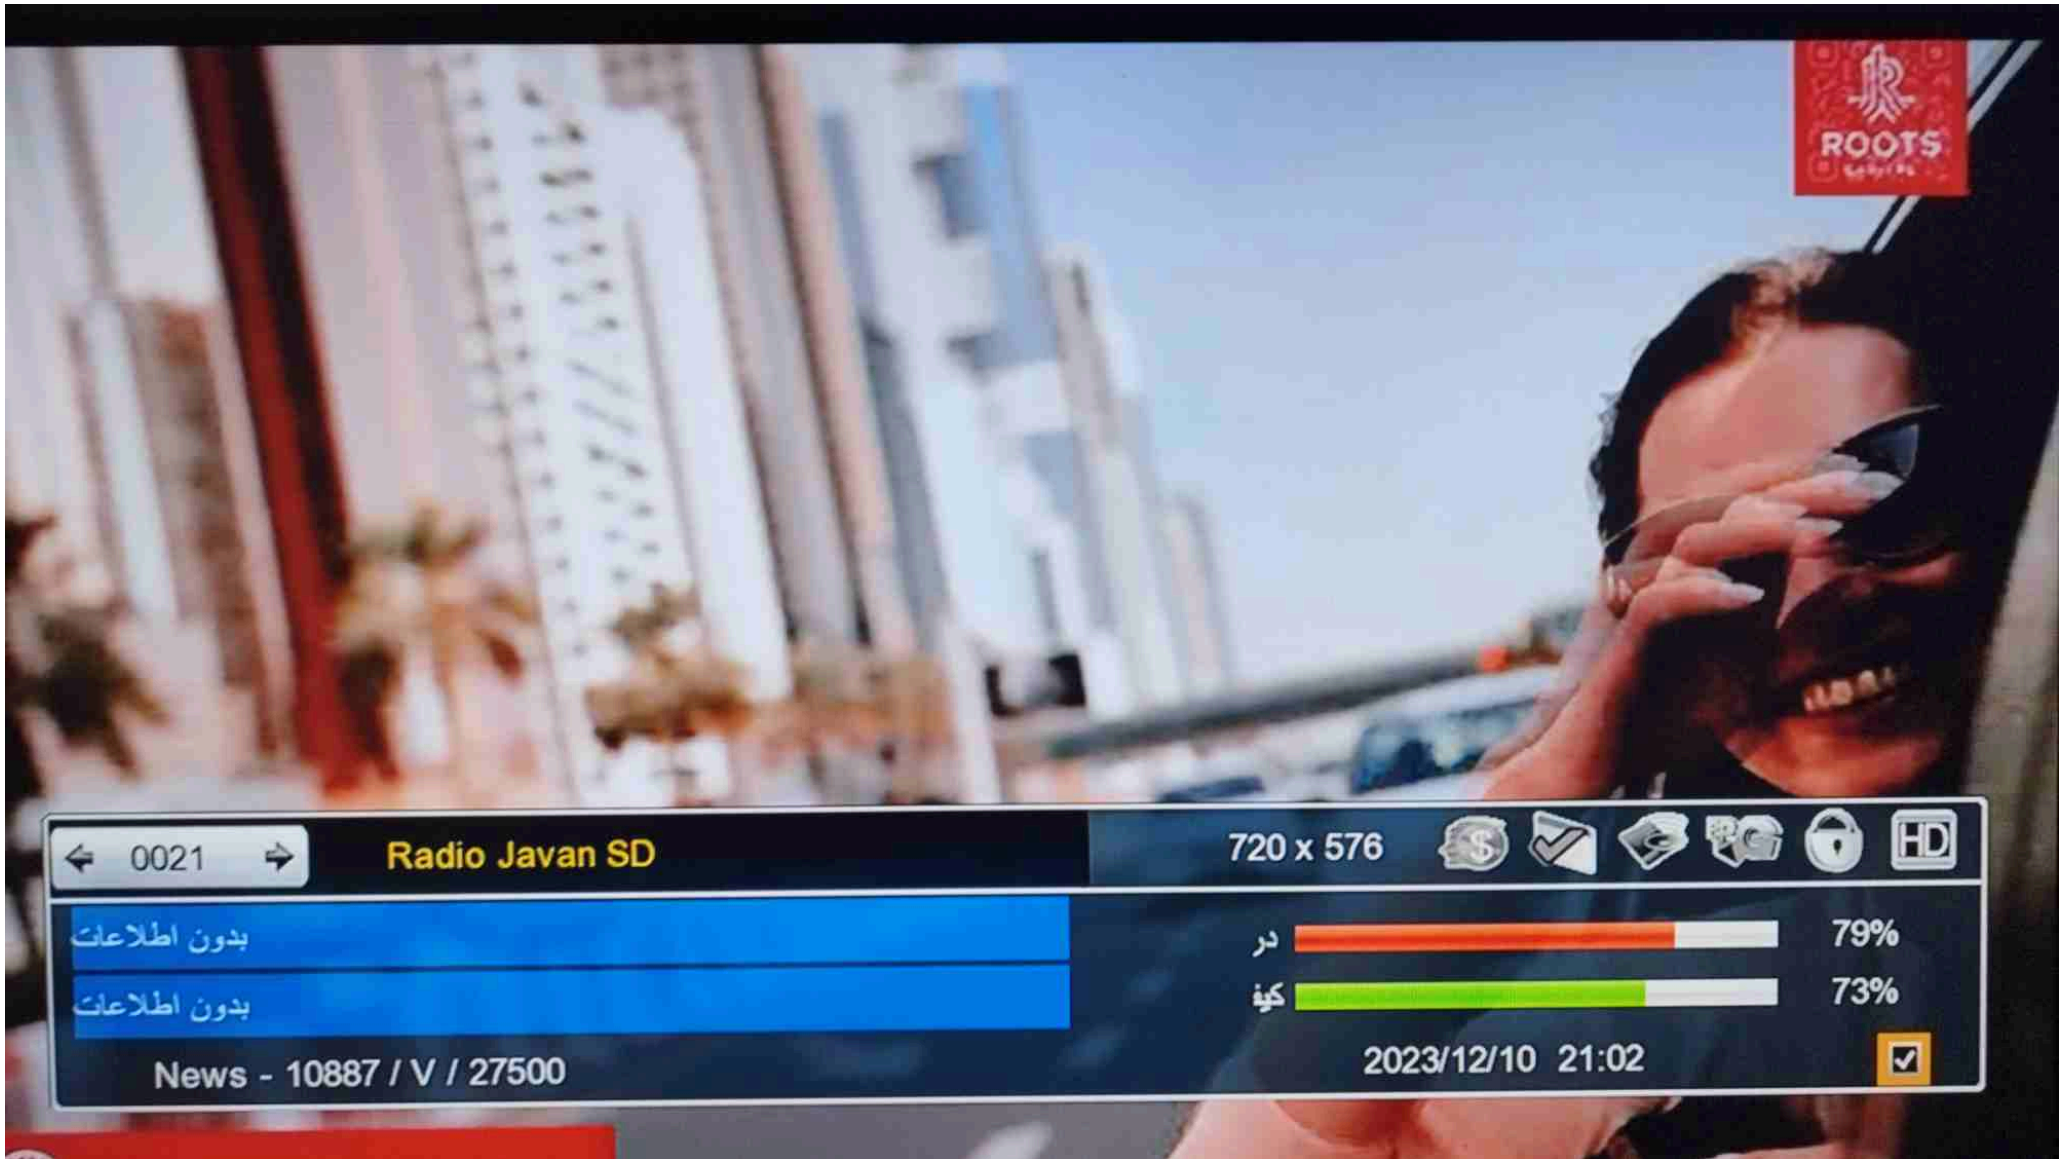 ROOTS
0021
Radio Javan SD
720 x 576
HD
بدون اطلاعات
در
79%
بدون اطلاعات
كيف
73%
News - 10887 / V / 27500
2023/12/10 21:02